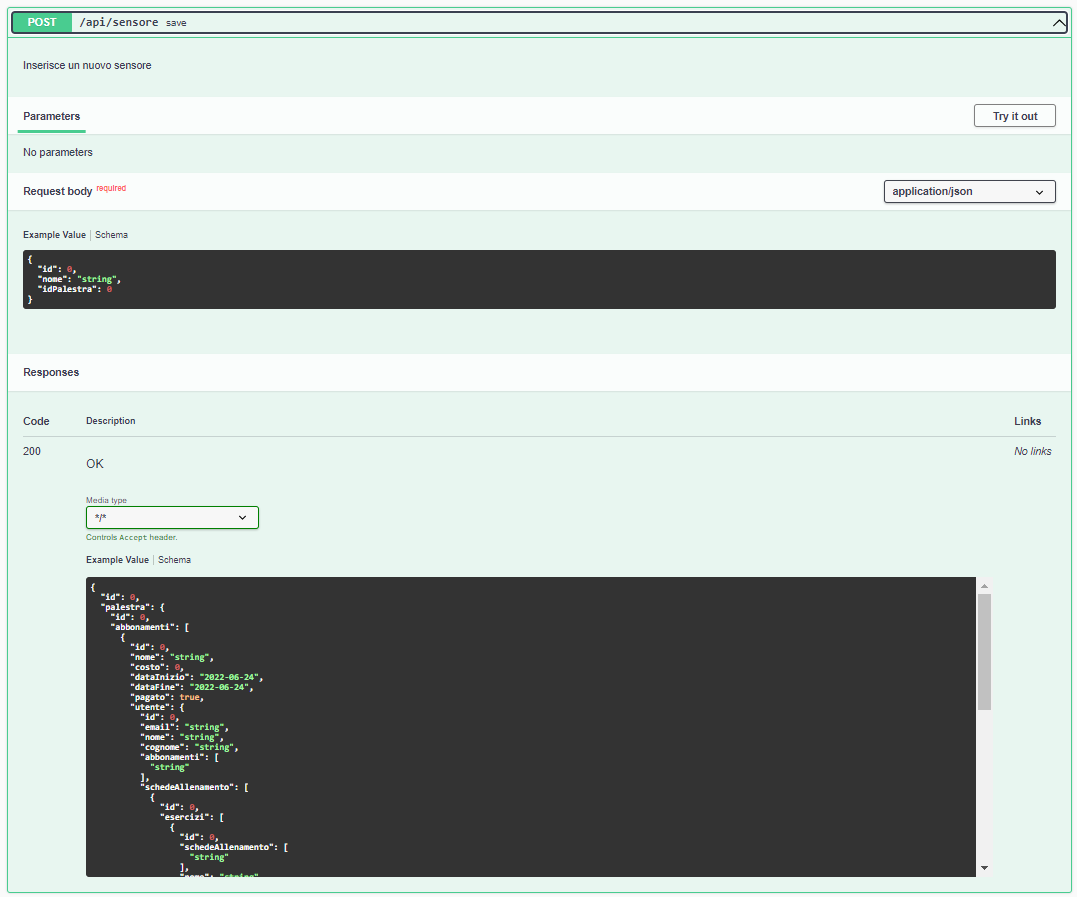 POST /api/sensore save
Inserisce un nuovo sensore
Parameters
Try it out
No parameters
Request body required
application/json
Example Value | Schema
{
  "id": 0,
  "nome": "string",
  "idPalestra": 0
}
Responses
Code Description Links
200 OK No links
Media type
*/*
Controls Accept header.
Example Value | Schema
{
  "id": 0,
  "palestra": {
    "id": 0,
    "abbonamenti": [
      {
        "id": 0,
        "nome": "string",
        "costo": 0,
        "dataInizio": "2022-06-24",
        "dataFine": "2022-06-24",
        "pagato": true,
        "utente": {
          "id": 0,
          "email": "string",
          "nome": "string",
          "cognome": "string",
          "abbonamenti": [
            "string"
          ],
          "schedeAllenamento": [
            {
              "id": 0,
              "esercizi": [
                {
                  "id": 0,
                  "schedeAllenamento": [
                    "string"
                  ],
                  "nome": "string",